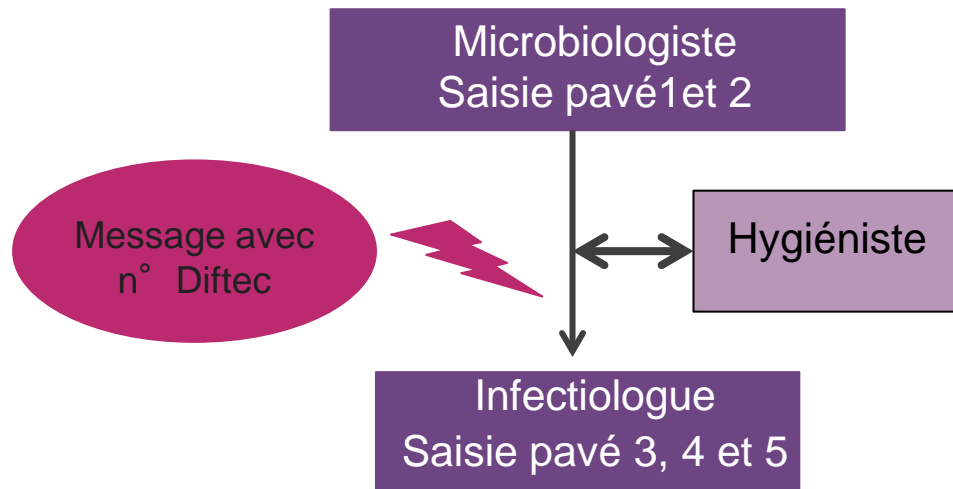 Microbiologiste
Saisie pavé1et 2
Message avec
n° Diftec
Hygiéniste
Infectiologue
Saisie pavé 3, 4 et 5